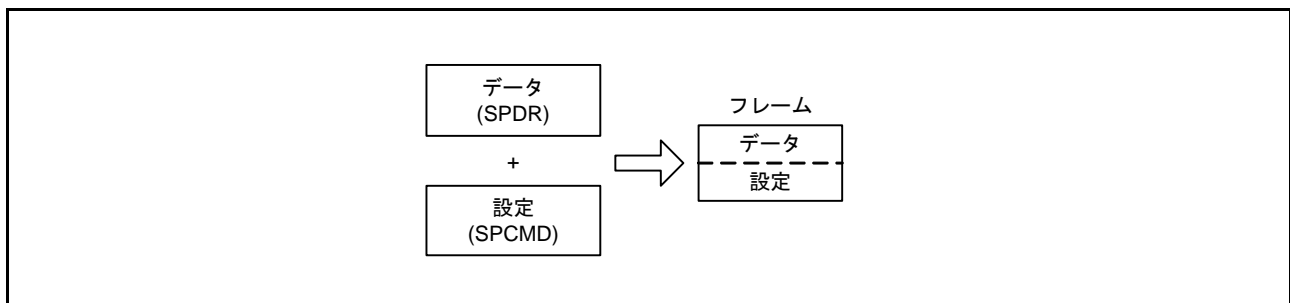 データ
(SPDR)
+
設定
(SPCMD)
フレーム
データ
設定